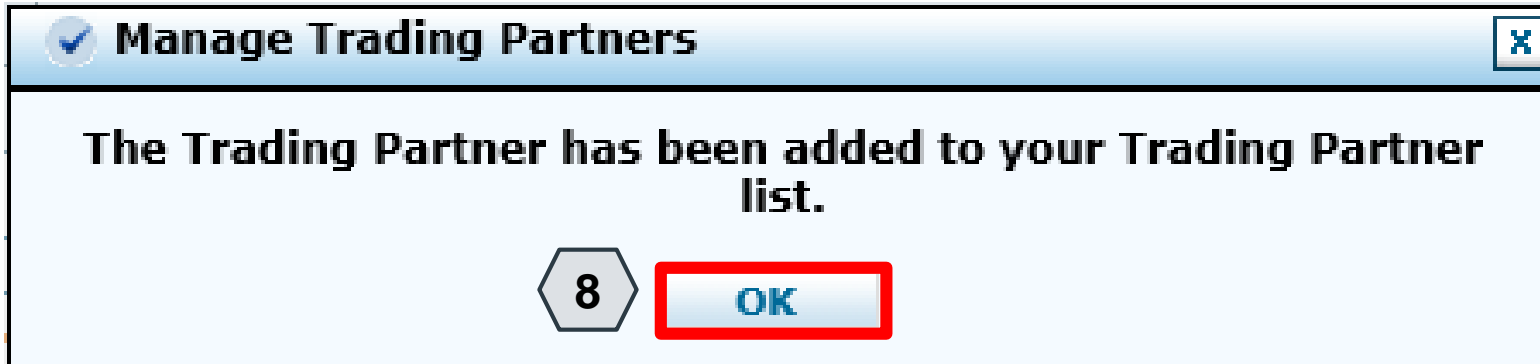 Manage Trading Partners
X
The Trading Partner has been added to your Trading Partner
list.
8
OK